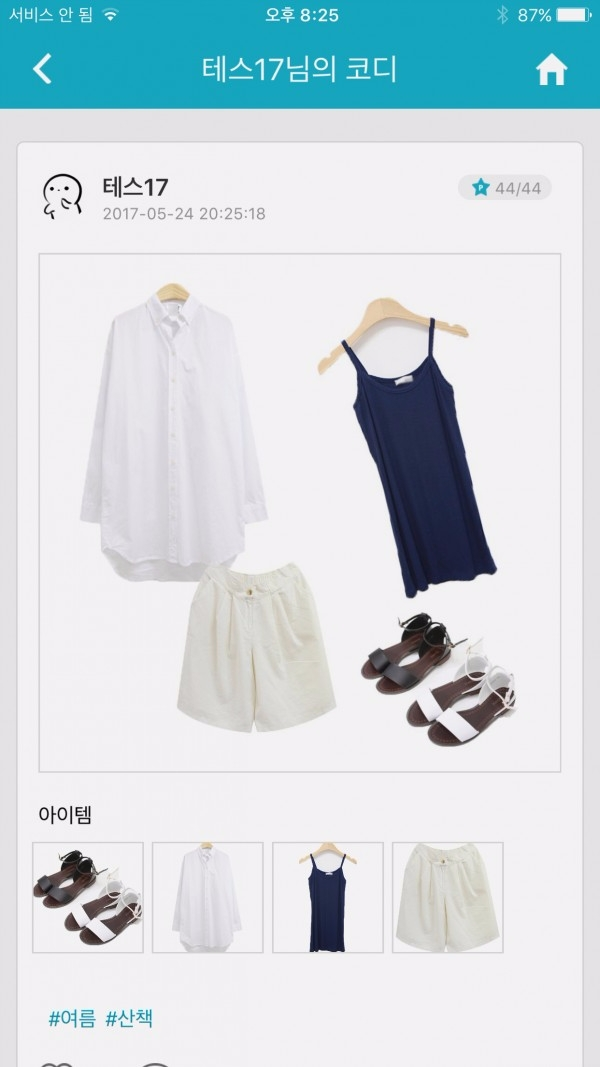 서비스 안 됨 오후 8:25 87%
테스17님의 코디
테스17
P 44/44
2017-05-24 20:25:18
아이템
#여름 #산책